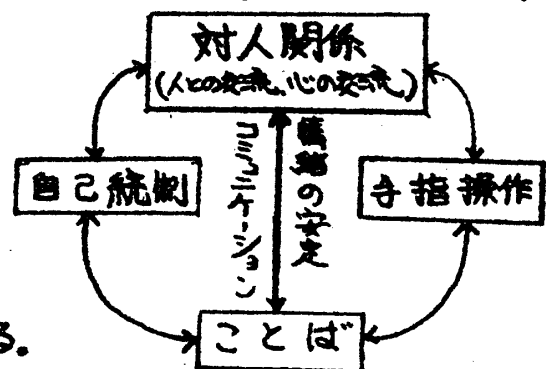 対人関係
(人との交流、心の交流)
自己統制
コミュニケーション
情緒の安定
手指操作
ことば
る。